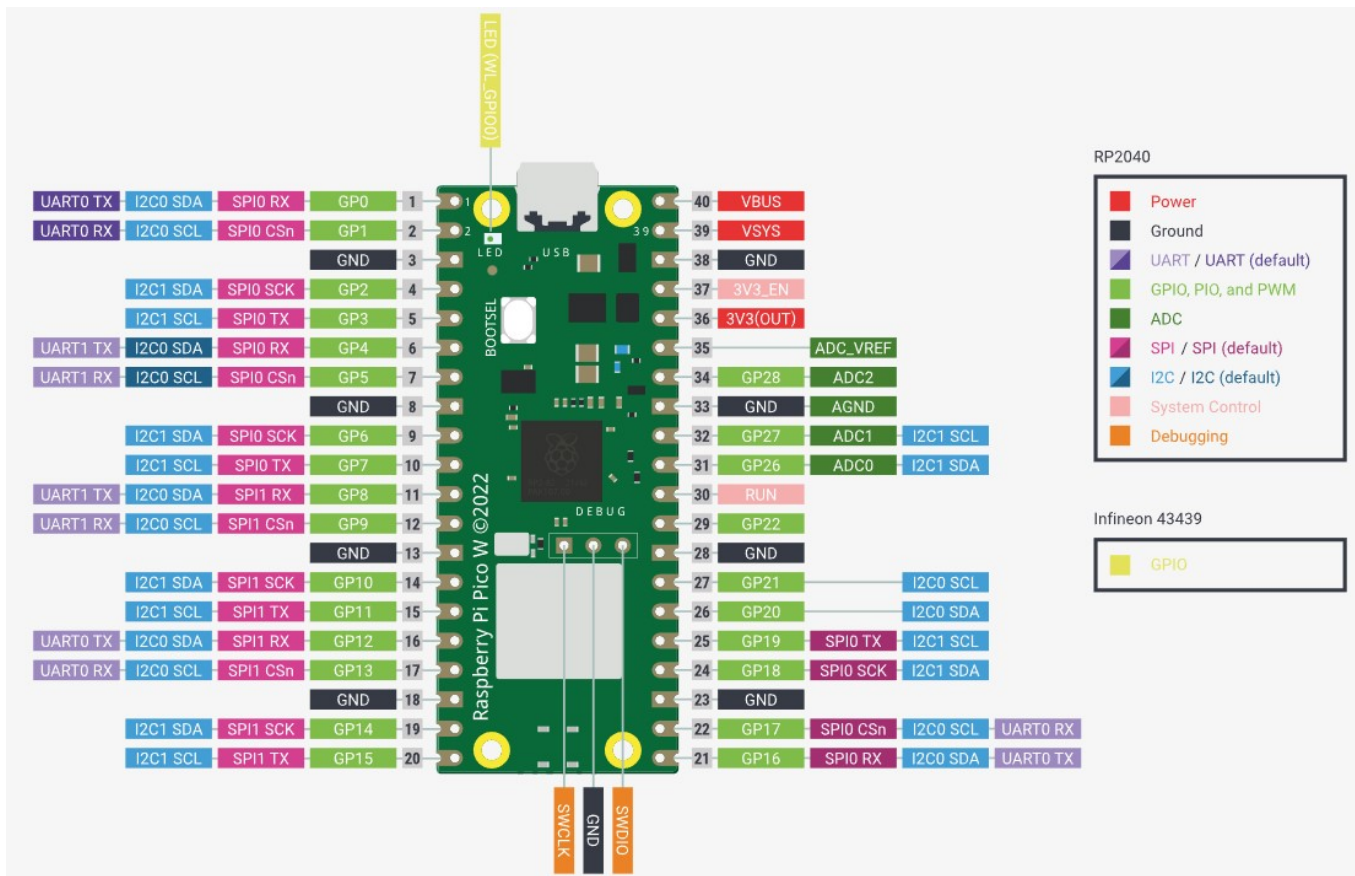 LED (WL_GPIO0)
UART0 TX I2C0 SDA SPI0 RX GP0 1 1 40 VBUS
UART0 RX I2C0 SCL SPI0 CSn GP1 2 2 39 39 VSYS
GND 3 LED USB 38 GND
I2C1 SDA SPI0 SCK GP2 4 37 3V3_EN
I2C1 SCL SPI0 TX GP3 5 BOOTSEL 36 3V3(OUT)
UART1 TX I2C0 SDA SPI0 RX GP4 6 35 ADC_VREF
UART1 RX I2C0 SCL SPI0 CSn GP5 7 34 GP28 ADC2
GND 8 33 GND AGND
I2C1 SDA SPI0 SCK GP6 9 32 GP27 ADC1 I2C1 SCL
I2C1 SCL SPI0 TX GP7 10 31 GP26 ADC0 I2C1 SDA
UART1 TX I2C0 SDA SPI1 RX GP8 11 30 RUN
UART1 RX I2C0 SCL SPI1 CSn GP9 12 DEBUG 29 GP22
GND 13 28 GND
I2C1 SDA SPI1 SCK GP10 14 27 GP21 I2C0 SCL
I2C1 SCL SPI1 TX GP11 15 26 GP20 I2C0 SDA
UART0 TX I2C0 SDA SPI1 RX GP12 16 25 GP19 SPI0 TX I2C1 SCL
UART0 RX I2C0 SCL SPI1 CSn GP13 17 24 GP18 SPI0 SCK I2C1 SDA
GND 18 23 GND
I2C1 SDA SPI1 SCK GP14 19 22 GP17 SPI0 CSn I2C0 SCL UART0 RX
I2C1 SCL SPI1 TX GP15 20 21 GP16 SPI0 RX I2C0 SDA UART0 TX
Raspberry Pi Pico W ©2022
SWCLK GND SWDIO
RP2040
Power
Ground
UART / UART (default)
GPIO, PIO, and PWM
ADC
SPI / SPI (default)
I2C / I2C (default)
System Control
Debugging
Infineon 43439
GPIO